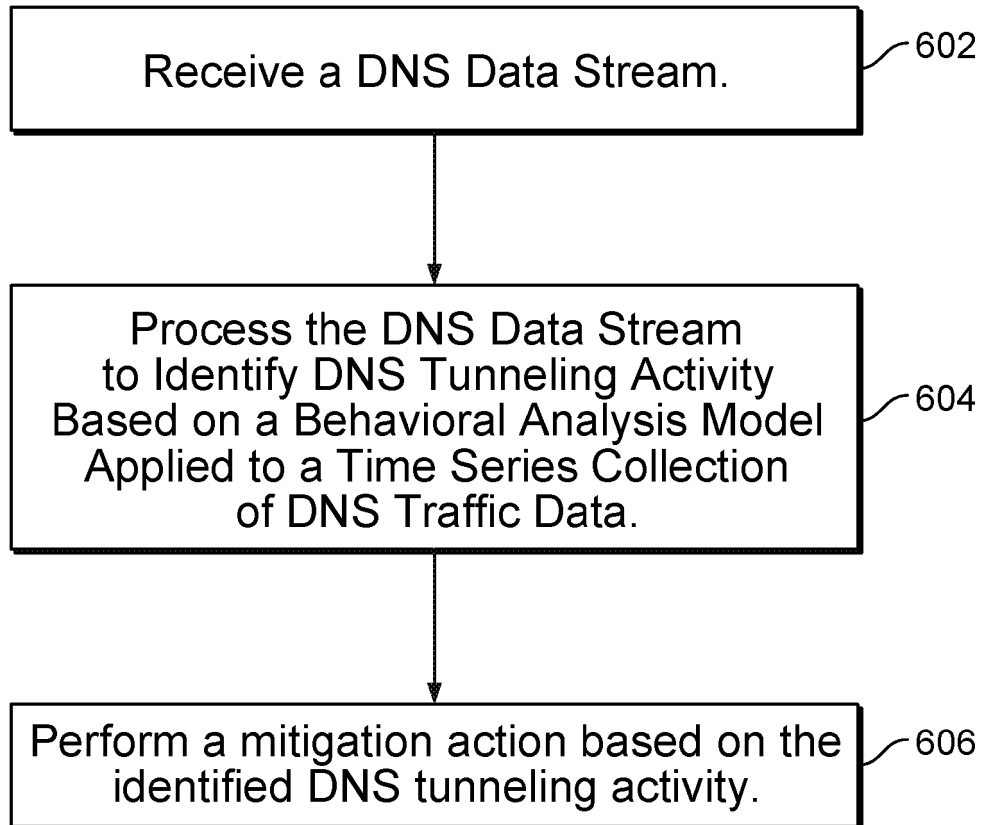 Receive a DNS Data Stream.
602
Process the DNS Data Stream
to Identify DNS Tunneling Activity
Based on a Behavioral Analysis Model
Applied to a Time Series Collection
of DNS Traffic Data.
604
Perform a mitigation action based on the
identified DNS tunneling activity.
606